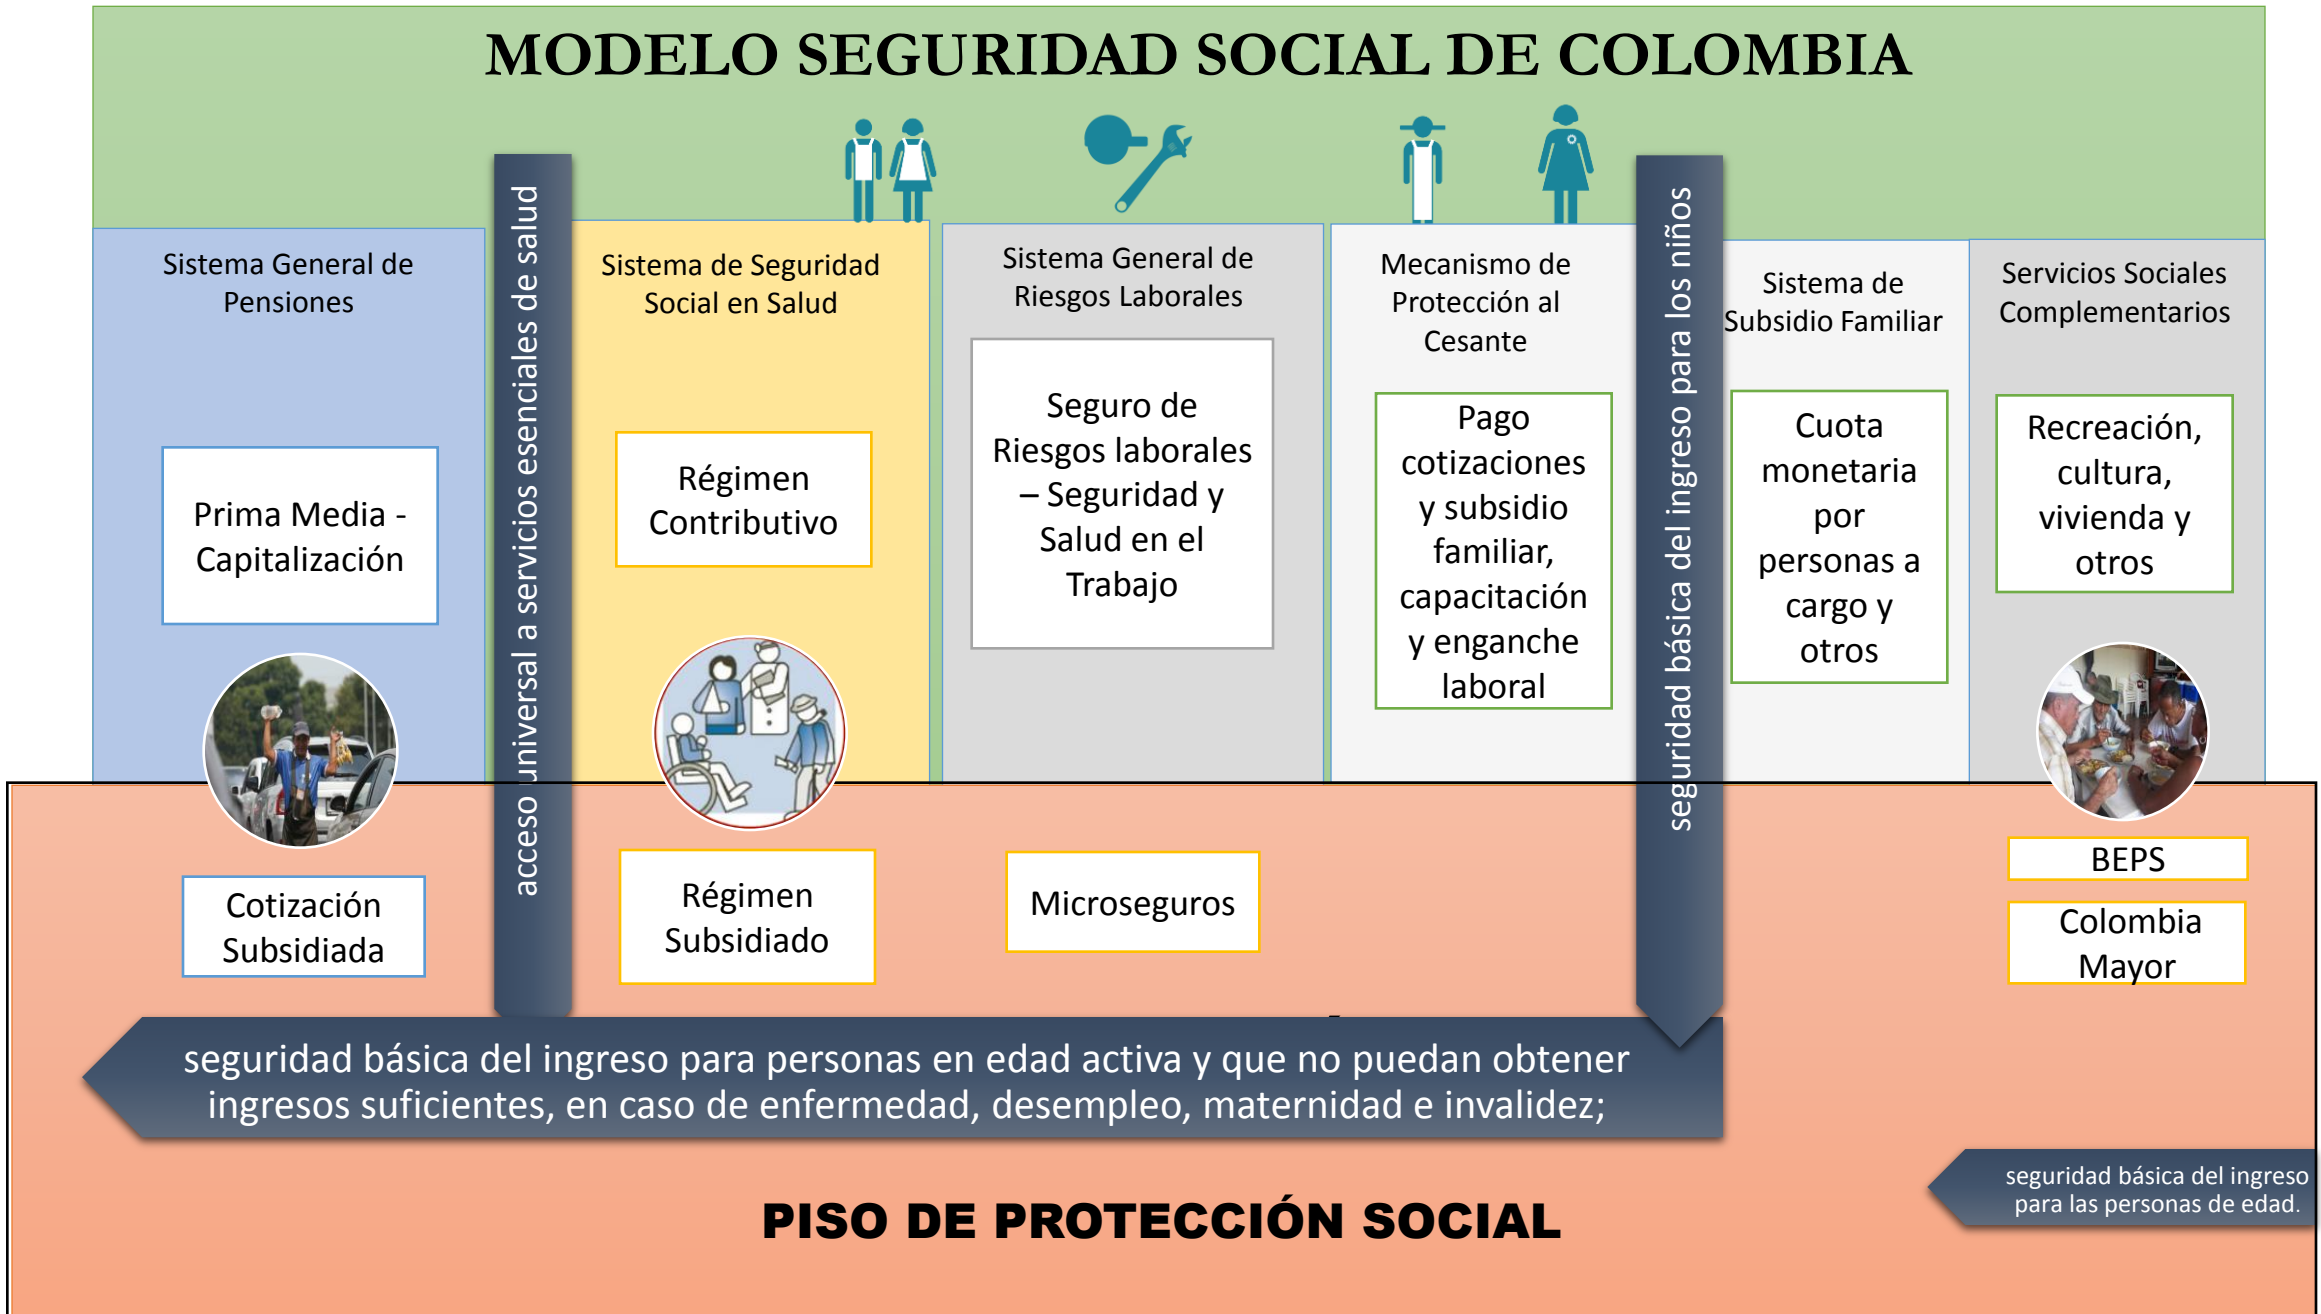 MODELO SEGURIDAD SOCIAL DE COLOMBIA
Sistema General de
Pensiones
Prima Media -
Capitalización
acceso universal a servicios esenciales de salud
Sistema de Seguridad
Social en Salud
Régimen
Contributivo
Sistema General de
Riesgos Laborales
Seguro de
Riesgos laborales
– Seguridad y
Salud en el
Trabajo
Mecanismo de
Protección al
Cesante
Pago
cotizaciones
y subsidio
familiar,
capacitación
y enganche
laboral
seguridad básica del ingreso para los niños
Sistema de
Subsidio Familiar
Cuota
monetaria
por
personas a
cargo y
otros
Servicios Sociales
Complementarios
Recreación,
cultura,
vivienda y
otros
Cotización
Subsidiada
Régimen
Subsidiado
Microseguros
BEPS
Colombia
Mayor
seguridad básica del ingreso para personas en edad activa y que no puedan obtener
ingresos suficientes, en caso de enfermedad, desempleo, maternidad e invalidez;
seguridad básica del ingreso
para las personas de edad.
PISO DE PROTECCIÓN SOCIAL